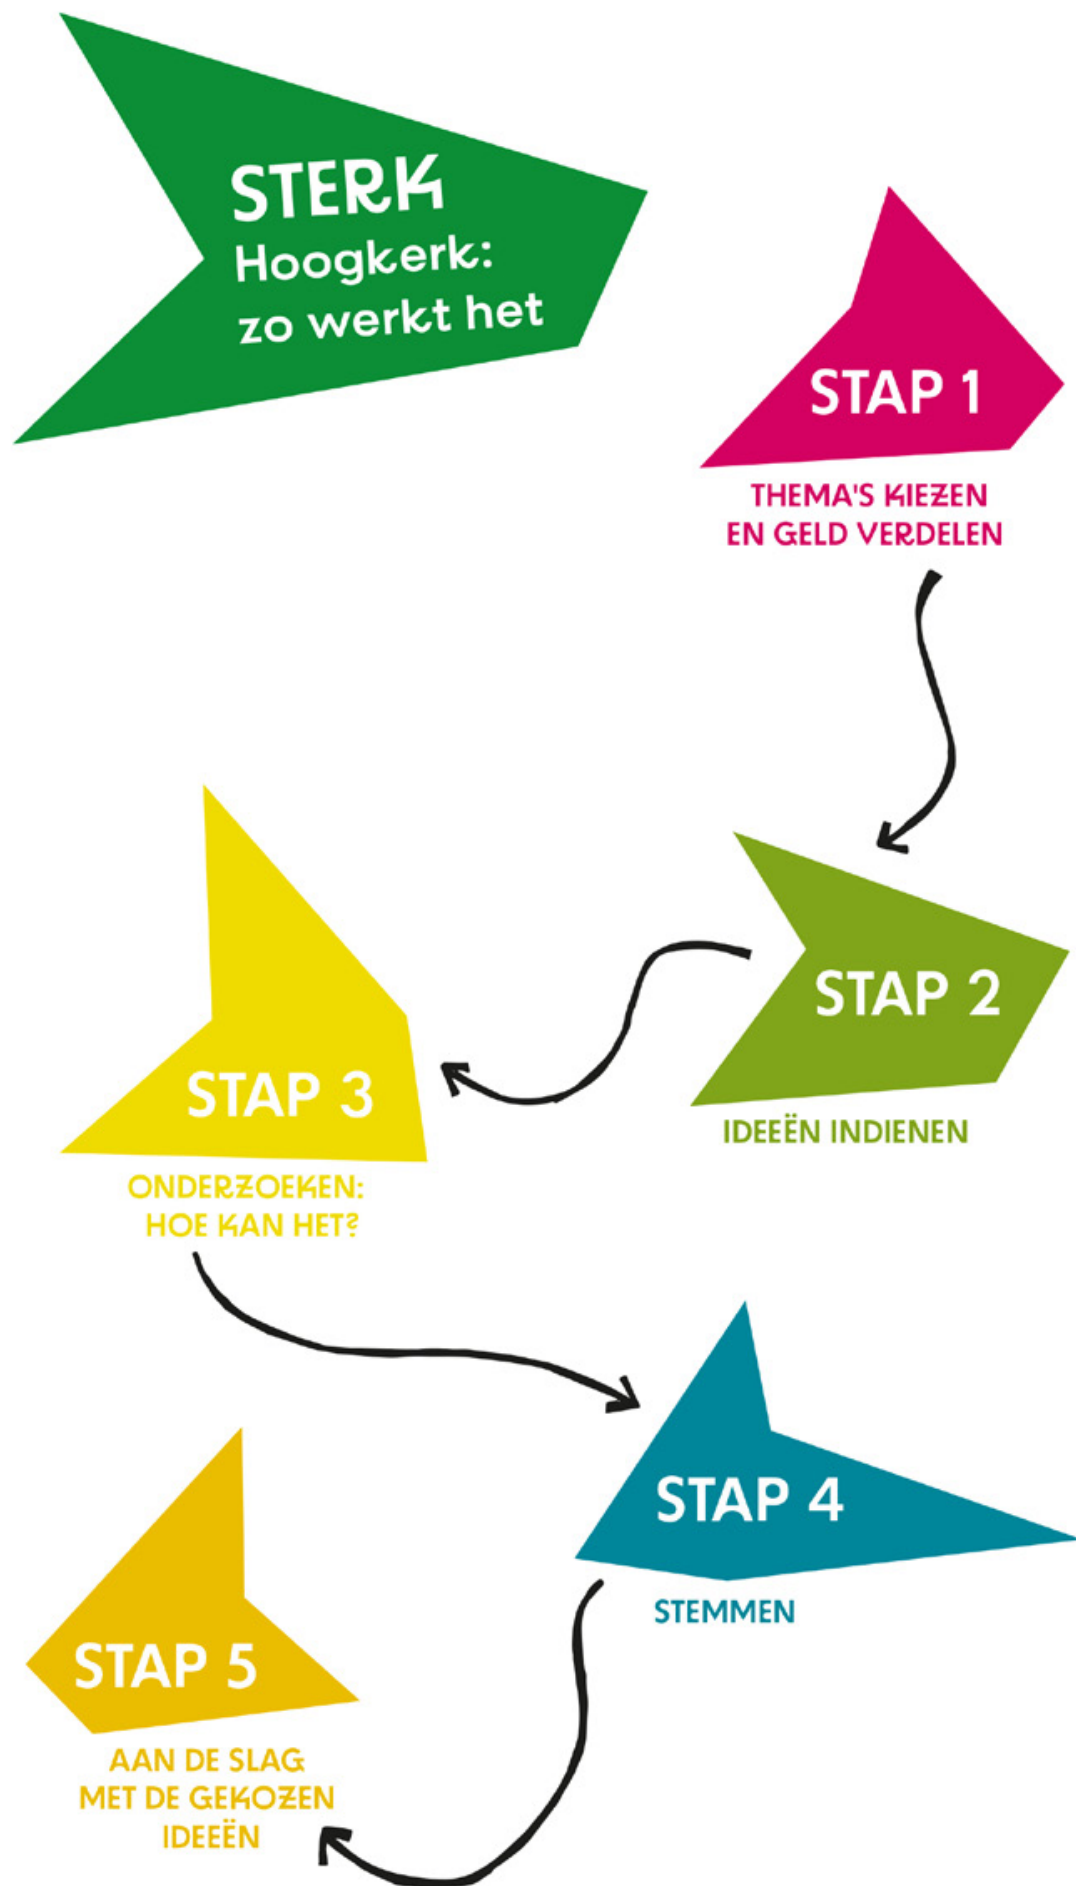 STERK
Hoogkerk:
zo werkt het
STAP 1
THEMA'S KIEZEN
EN GELD VERDELEN
STAP 2
IDEEËN INDIENEN
STAP 3
ONDERZOEKEN:
HOE KAN HET?
STAP 4
STEMMEN
STAP 5
AAN DE SLAG
MET DE GEKOZEN
IDEEËN